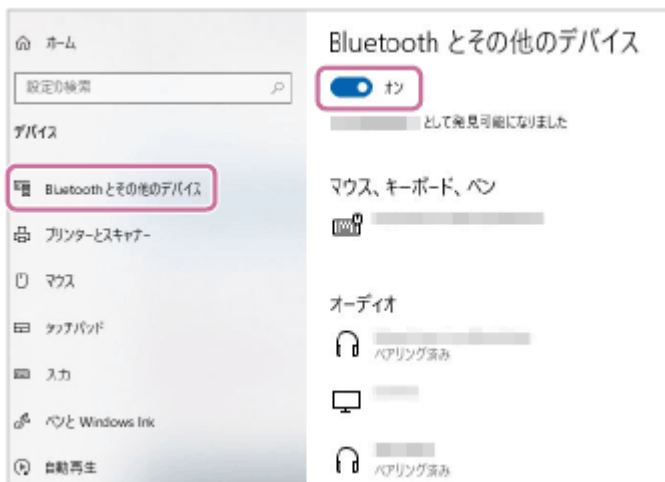 ホーム
設定の検索
デバイス
Bluetooth とその他のデバイス
プリンターとスキャナー
マウス
タッチパッド
入力
ペンと Windows Ink
自動再生
Bluetooth とその他のデバイス
オン
として発見可能になりました
マウス、キーボード、ペン
オーディオ
ペアリング済み
ペアリング済み